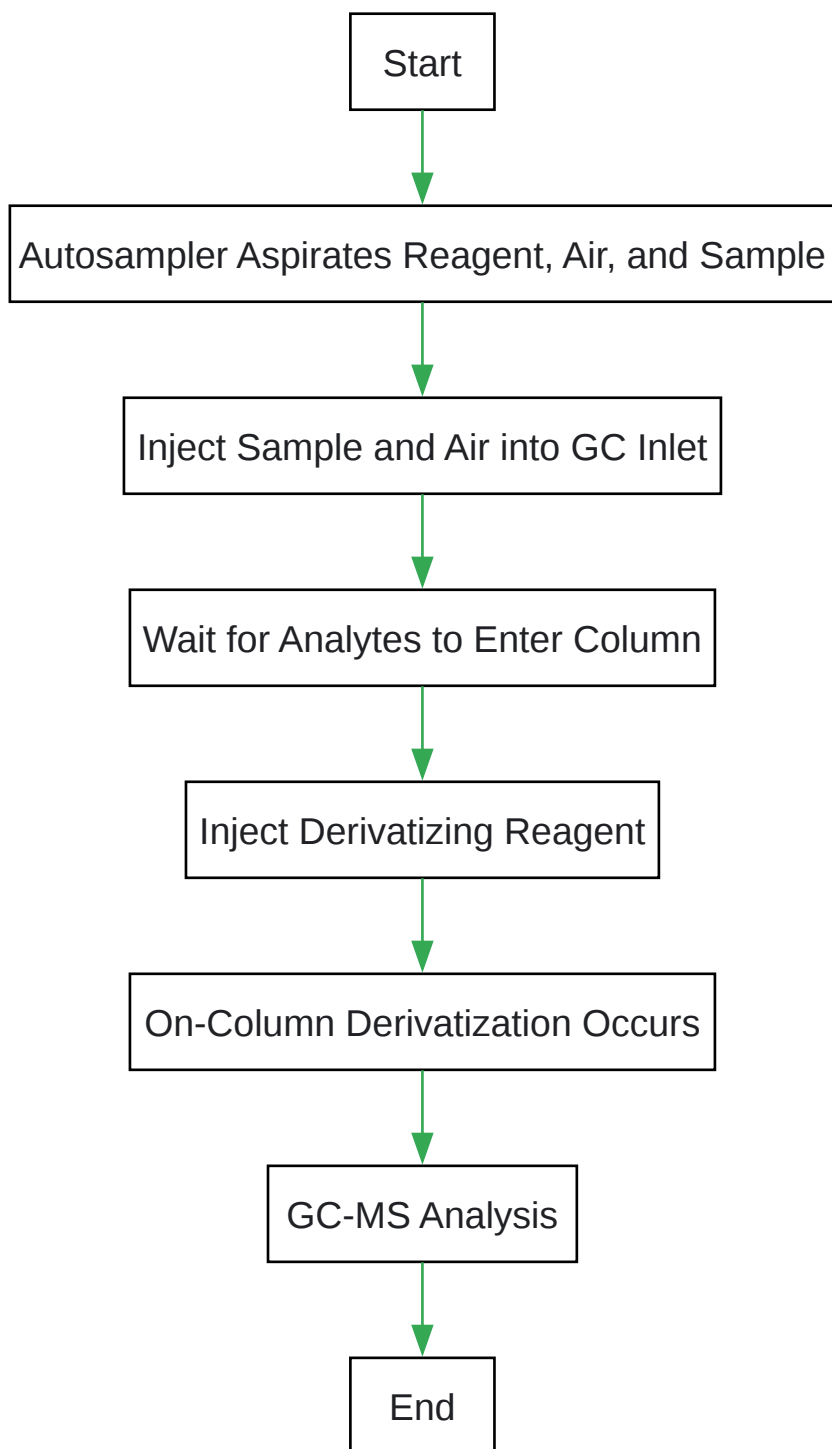 Start
Autosampler Aspirates Reagent, Air, and Sample
Inject Sample and Air into GC Inlet
Wait for Analytes to Enter Column
Inject Derivatizing Reagent
On-Column Derivatization Occurs
GC-MS Analysis
End